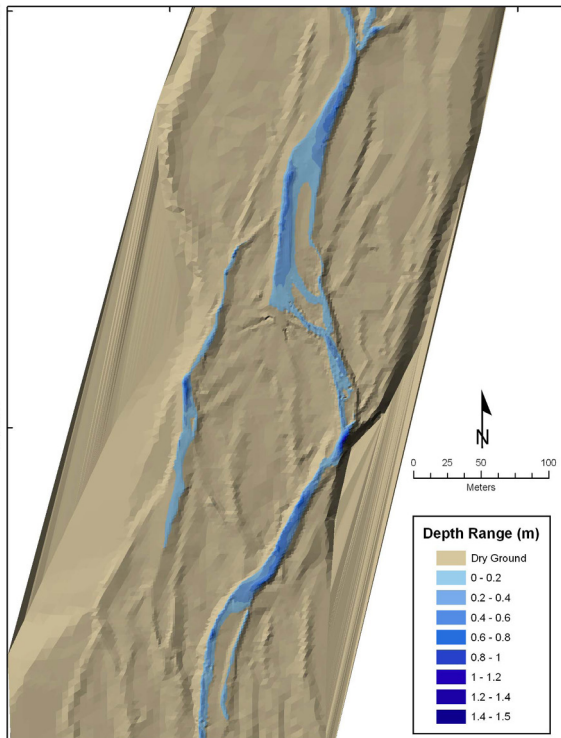 N
0 50 100
Meters
Depth Range (m)
Dry Ground
0 - 0.2
0.2 - 0.4
0.4 - 0.6
0.6 - 0.8
0.8 - 1
1 - 1.2
1.2 - 1.4
1.4 - 1.5